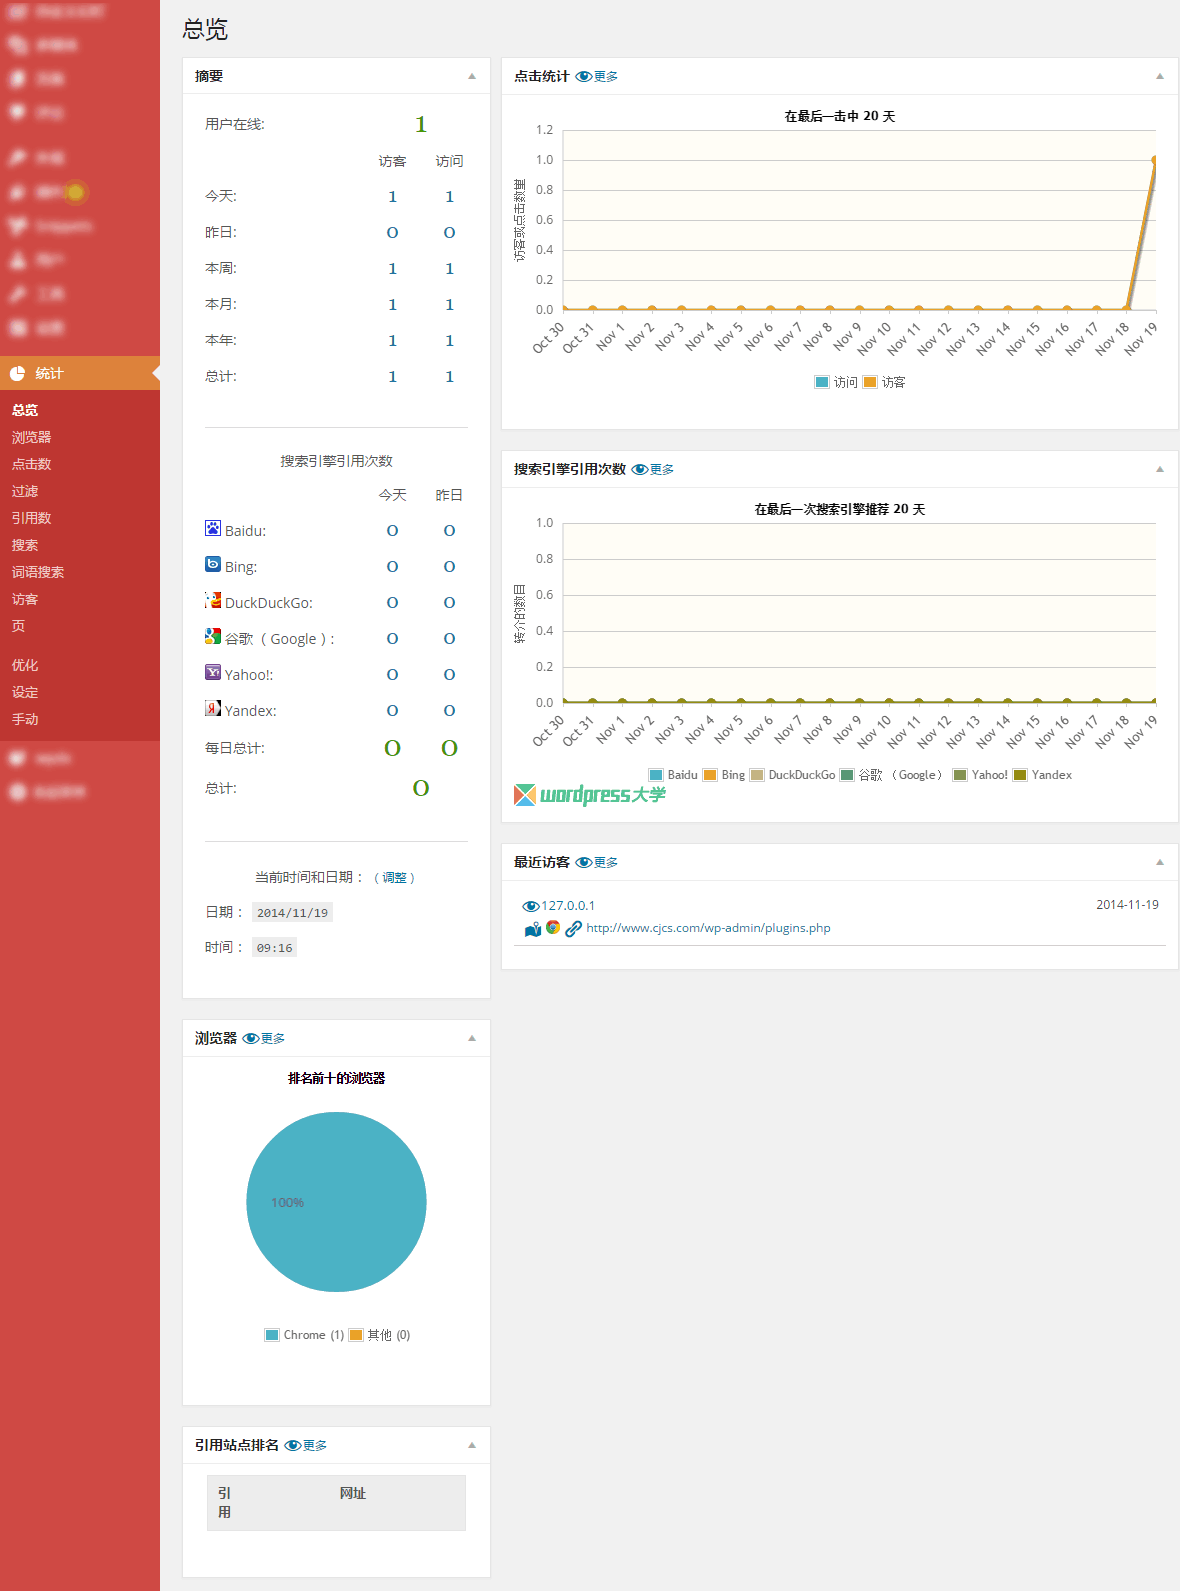 总览
Snippets
工具
设置
统计
总览
浏览器
点击数
过滤
引用数
搜索
词语搜索
访客
页
优化
设定
手动
摘要
用户在线: 1
访客 访问
今天: 1 1
昨日: 0 0
本周: 1 1
本月: 1 1
本年: 1 1
总计: 1 1
搜索引擎引用次数
今天 昨日
Baidu: 0 0
Bing: 0 0
DuckDuckGo: 0 0
谷歌（Google）: 0 0
Yahoo!: 0 0
Yandex: 0 0
每日总计: 0 0
总计: 0
当前时间和日期：（调整）
日期： 2014/11/19
时间： 09:16
浏览器 更多
排名前十的浏览器
100%
Chrome (1) 其他 (0)
引用站点排名 更多
引用 网址
点击统计 更多
在最后一击中 20 天
访客或点击数里
1.2
1.0
0.8
0.6
0.4
0.2
0.0
Oct 30 Oct 31 Nov 1 Nov 2 Nov 3 Nov 4 Nov 5 Nov 6 Nov 7 Nov 8 Nov 9 Nov 10 Nov 11 Nov 12 Nov 13 Nov 14 Nov 15 Nov 16 Nov 17 Nov 18 Nov 19
访问 访客
搜索引擎引用次数 更多
在最后一次搜索引擎推荐 20 天
转介的数目
1.0
0.8
0.6
0.4
0.2
0.0
Oct 30 Oct 31 Nov 1 Nov 2 Nov 3 Nov 4 Nov 5 Nov 6 Nov 7 Nov 8 Nov 9 Nov 10 Nov 11 Nov 12 Nov 13 Nov 14 Nov 15 Nov 16 Nov 17 Nov 18 Nov 19
Baidu Bing DuckDuckGo 谷歌（Google） Yahoo! Yandex
wordpress大学
最近访客 更多
127.0.0.1 2014-11-19
http://www.cjcs.com/wp-admin/plugins.php